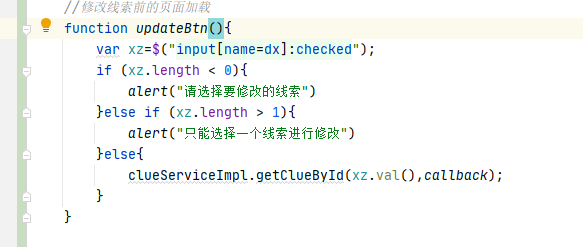 //修改线索前的页面加载
function updateBtn(){
    var xz=$("input[name=dx]:checked");
    if (xz.length < 0){
        alert("请选择要修改的线索")
    }else if (xz.length > 1){
        alert("只能选择一个线索进行修改")
    }else{
        clueServiceImpl.getClueById(xz.val(),callback);
    }
}